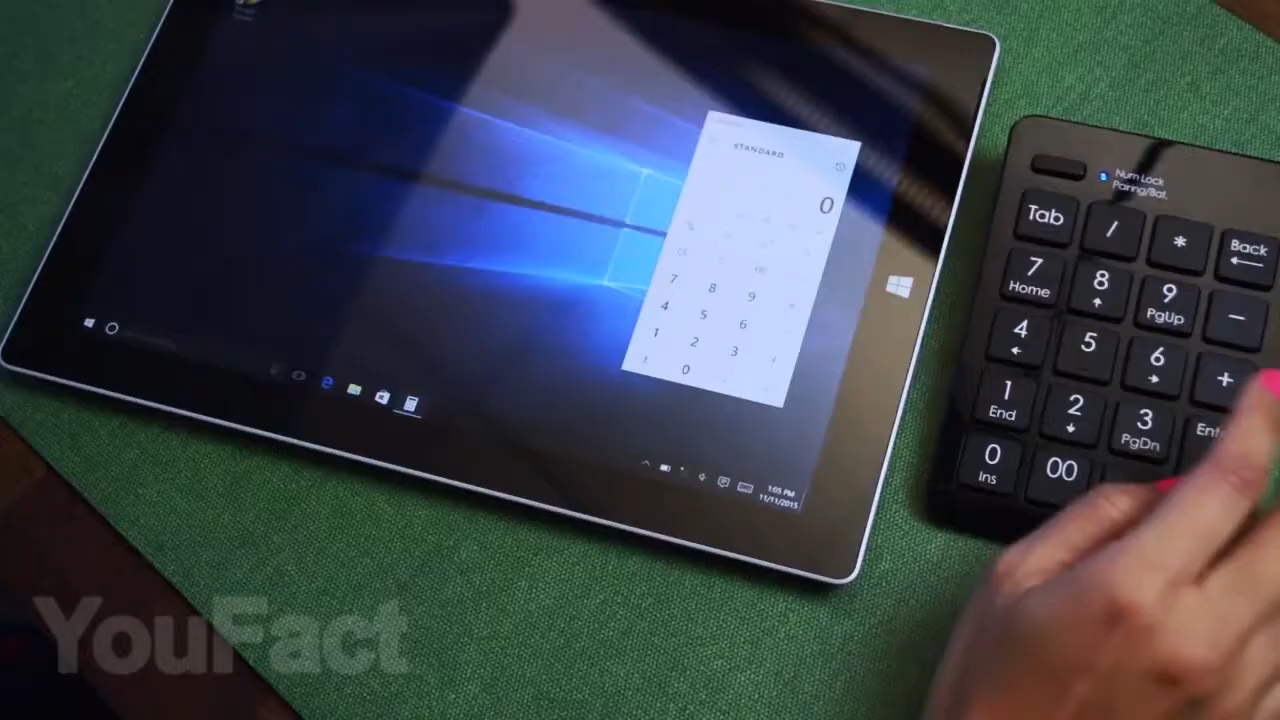 STANDARD
0
7 8 9
4 5 6
1 2 3
0
1:05 PM
11/11/2015
Num Lock
Pairing/Bat.
Tab / * Back
←
7 8 9 −
Home ↑ PgUp
4 5 6 +
← →
1 2 3
End ↓ PgDn
0 00
Ins
YouFact